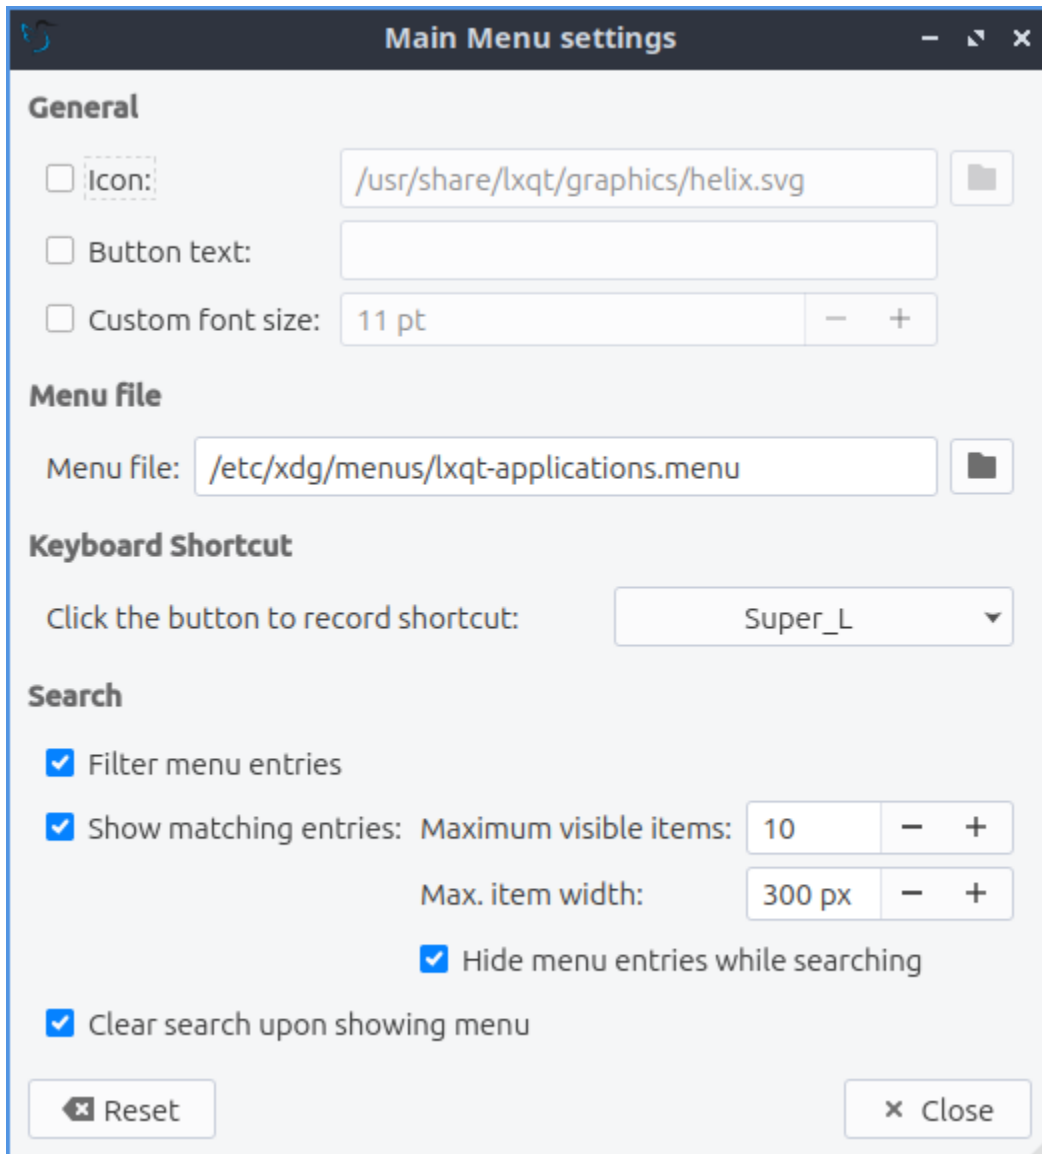 Main Menu settings
General
Icon: /usr/share/lxqt/graphics/helix.svg
Button text:
Custom font size: 11 pt − +
Menu file
Menu file: /etc/xdg/menus/lxqt-applications.menu
Keyboard Shortcut
Click the button to record shortcut: Super_L
Search
Filter menu entries
Show matching entries: Maximum visible items: 10 − +
Max. item width: 300 px − +
Hide menu entries while searching
Clear search upon showing menu
Reset Close